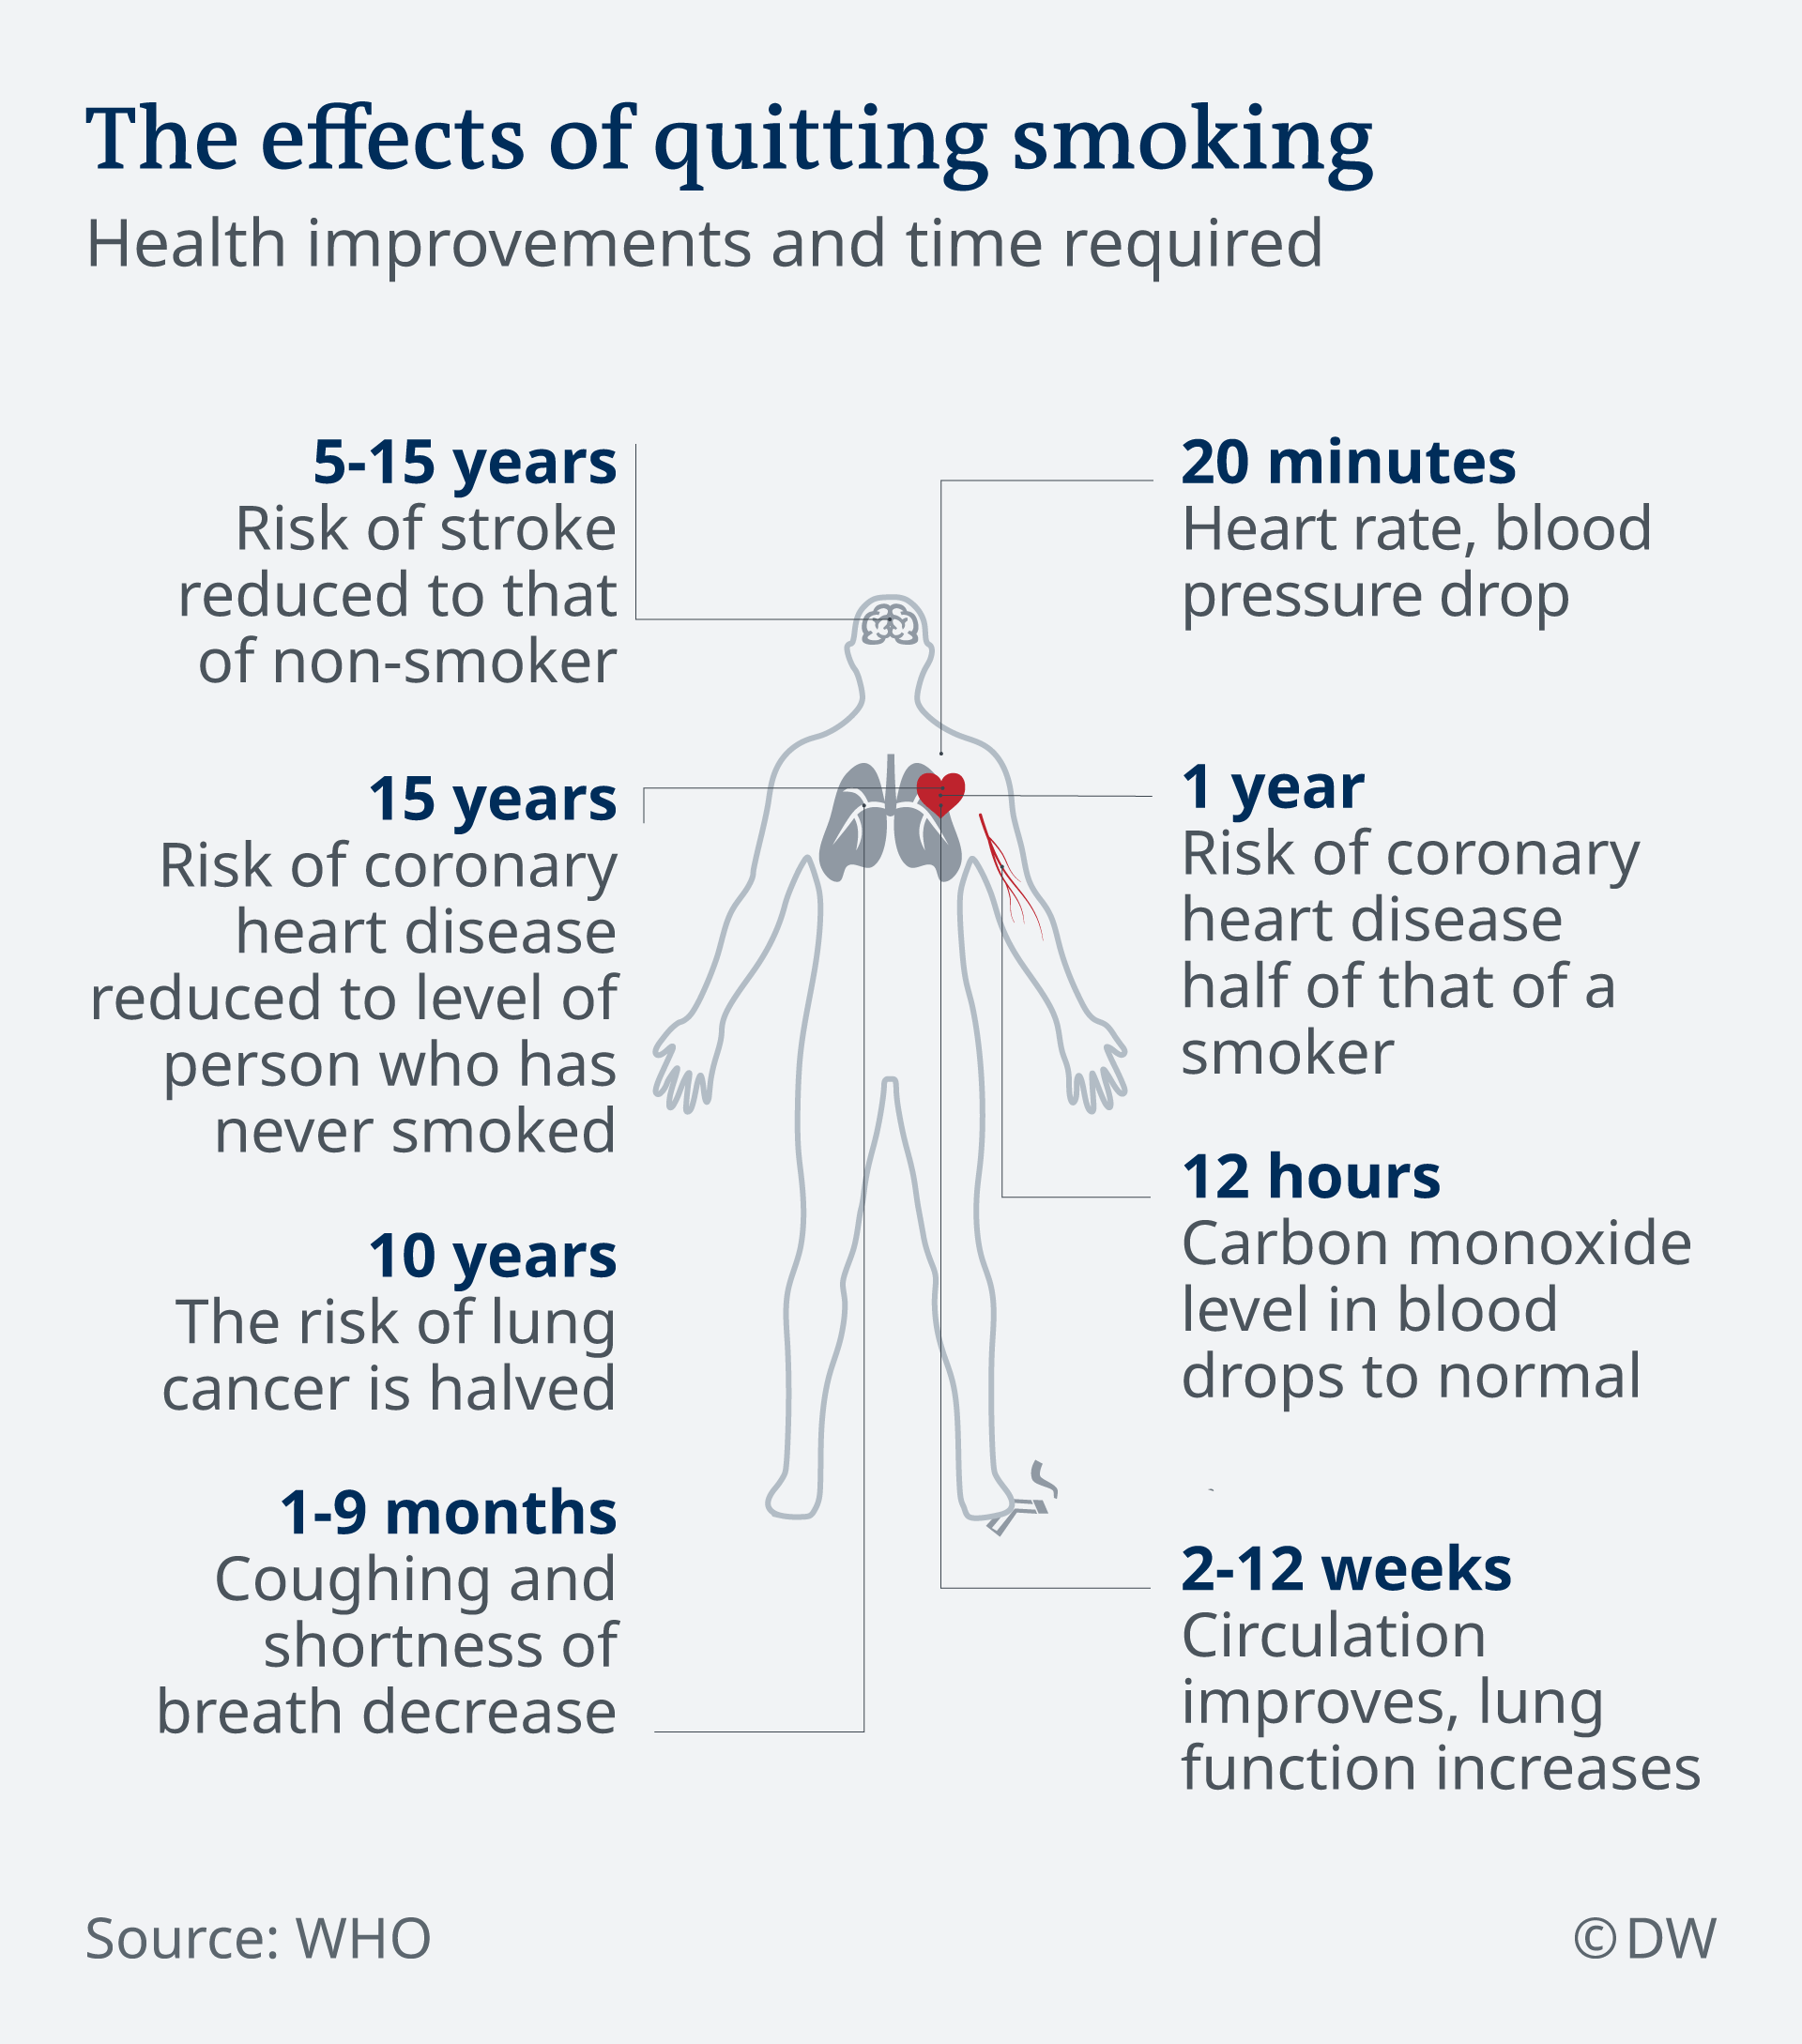 The effects of quitting smoking
Health improvements and time required
5-15 years
Risk of stroke
reduced to that
of non-smoker
15 years
Risk of coronary
heart disease
reduced to level of
person who has
never smoked
10 years
The risk of lung
cancer is halved
1-9 months
Coughing and
shortness of
breath decrease
20 minutes
Heart rate, blood
pressure drop
1 year
Risk of coronary
heart disease
half of that of a
smoker
12 hours
Carbon monoxide
level in blood
drops to normal
2-12 weeks
Circulation
improves, lung
function increases
Source: WHO
© DW